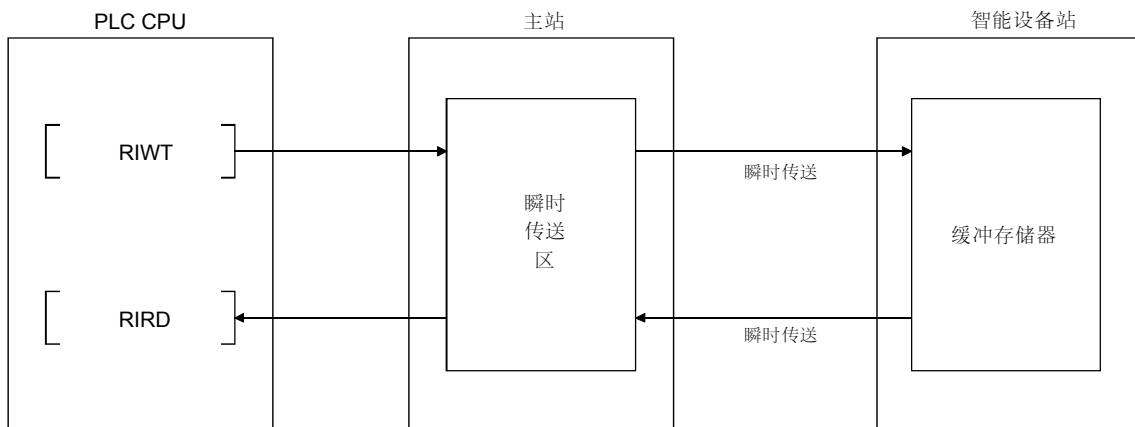 PLC CPU
主站
智能设备站
RIWT
瞬时传送
瞬时
传送
区
缓冲存储器
RIRD
瞬时传送